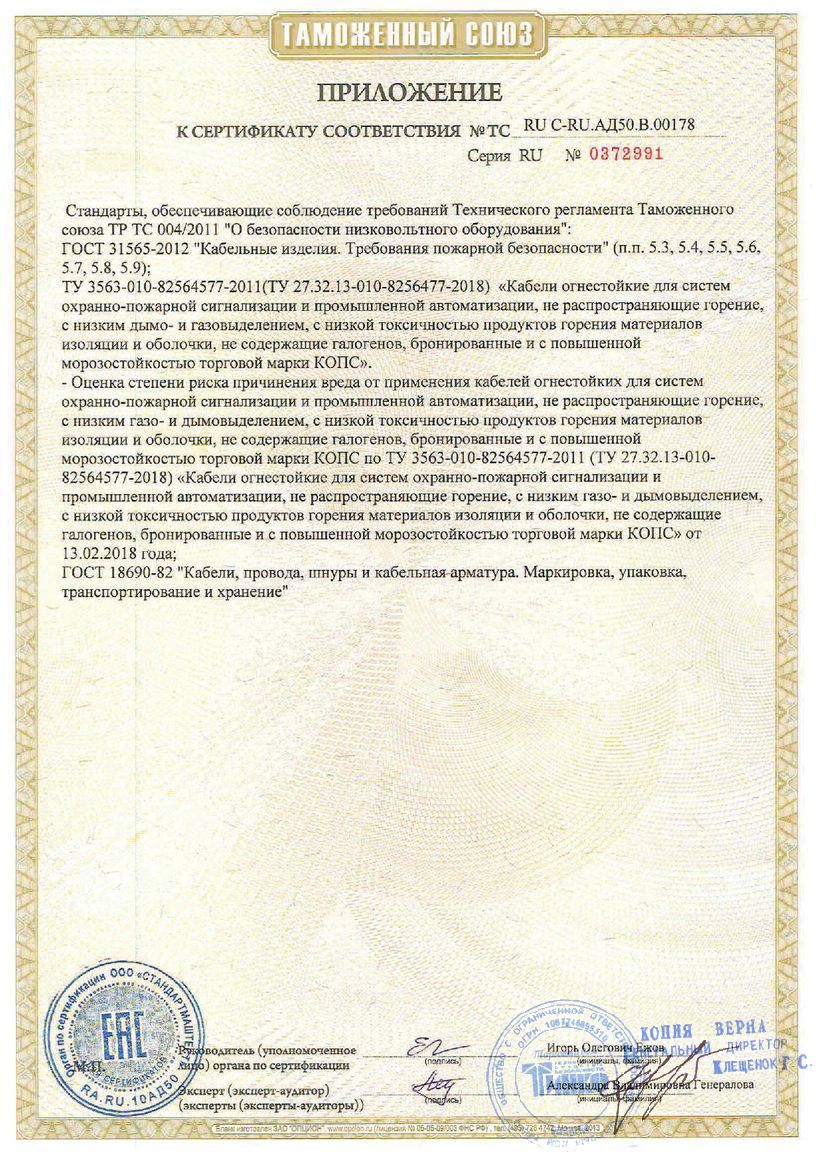 ТАМОЖЕННЫЙ СОЮЗ
ПРИЛОЖЕНИЕ
К СЕРТИФИКАТУ СООТВЕТСТВИЯ № ТС RU С-RU.АД50.В.00178
Серия RU № 0372991
Стандарты, обеспечивающие соблюдение требований Технического регламента Таможенного
союза ТР ТС 004/2011 "О безопасности низковольтного оборудования":
ГОСТ 31565-2012 "Кабельные изделия. Требования пожарной безопасности" (п.п. 5.3, 5.4, 5.5, 5.6,
5.7, 5.8, 5.9);
ТУ 3563-010-82564577-2011(ТУ 27.32.13-010-8256477-2018) «Кабели огнестойкие для систем
охранно-пожарной сигнализации и промышленной автоматизации, не распространяющие горение,
с низким дымо- и газовыделением, с низкой токсичностью продуктов горения материалов
изоляции и оболочки, не содержащие галогенов, бронированные и с повышенной
морозостойкостью торговой марки КОПС».
- Оценка степени риска причинения вреда от применения кабелей огнестойких для систем
охранно-пожарной сигнализации и промышленной автоматизации, не распространяющие горение,
с низким газо- и дымовыделением, с низкой токсичностью продуктов горения материалов
изоляции и оболочки, не содержащие галогенов, бронированные и с повышенной
морозостойкостью торговой марки КОПС по ТУ 3563-010-82564577-2011 (ТУ 27.32.13-010-
82564577-2018) «Кабели огнестойкие для систем охранно-пожарной сигнализации и
промышленной автоматизации, не распространяющие горение, с низким газо- и дымовыделением,
с низкой токсичностью продуктов горения материалов изоляции и оболочки, не содержащие
галогенов, бронированные и с повышенной морозостойкостью торговой марки КОПС» от
13.02.2018 года;
ГОСТ 18690-82 "Кабели, провода, шнуры и кабельная арматура. Маркировка, упаковка,
транспортирование и хранение"
Орган по сертификации ООО «СТАНДАРТМАШТЕСТ»
ЕАС
СЕРТИФИКАТОВ
RA.RU.10АД50
М.П.
Руководитель (уполномоченное
лицо) органа по сертификации
(подпись)
Игорь Олегович Ежов
(инициалы, фамилия)
Эксперт (эксперт-аудитор)
(эксперты (эксперты-аудиторы))
(подпись)
Александра Владимировна Генералова
(инициалы, фамилия)
КОПИЯ ВЕРНА
ГЕНЕРАЛЬНЫЙ ДИРЕКТОР
КЛЕЩЕНОК Г С.
Бланк изготовлен ЗАО "ОПЦИОН", www.opcion.ru (лицензия № 05-05-09/003 ФНС РФ), тел. (495) 726 4742, Москва, 2013